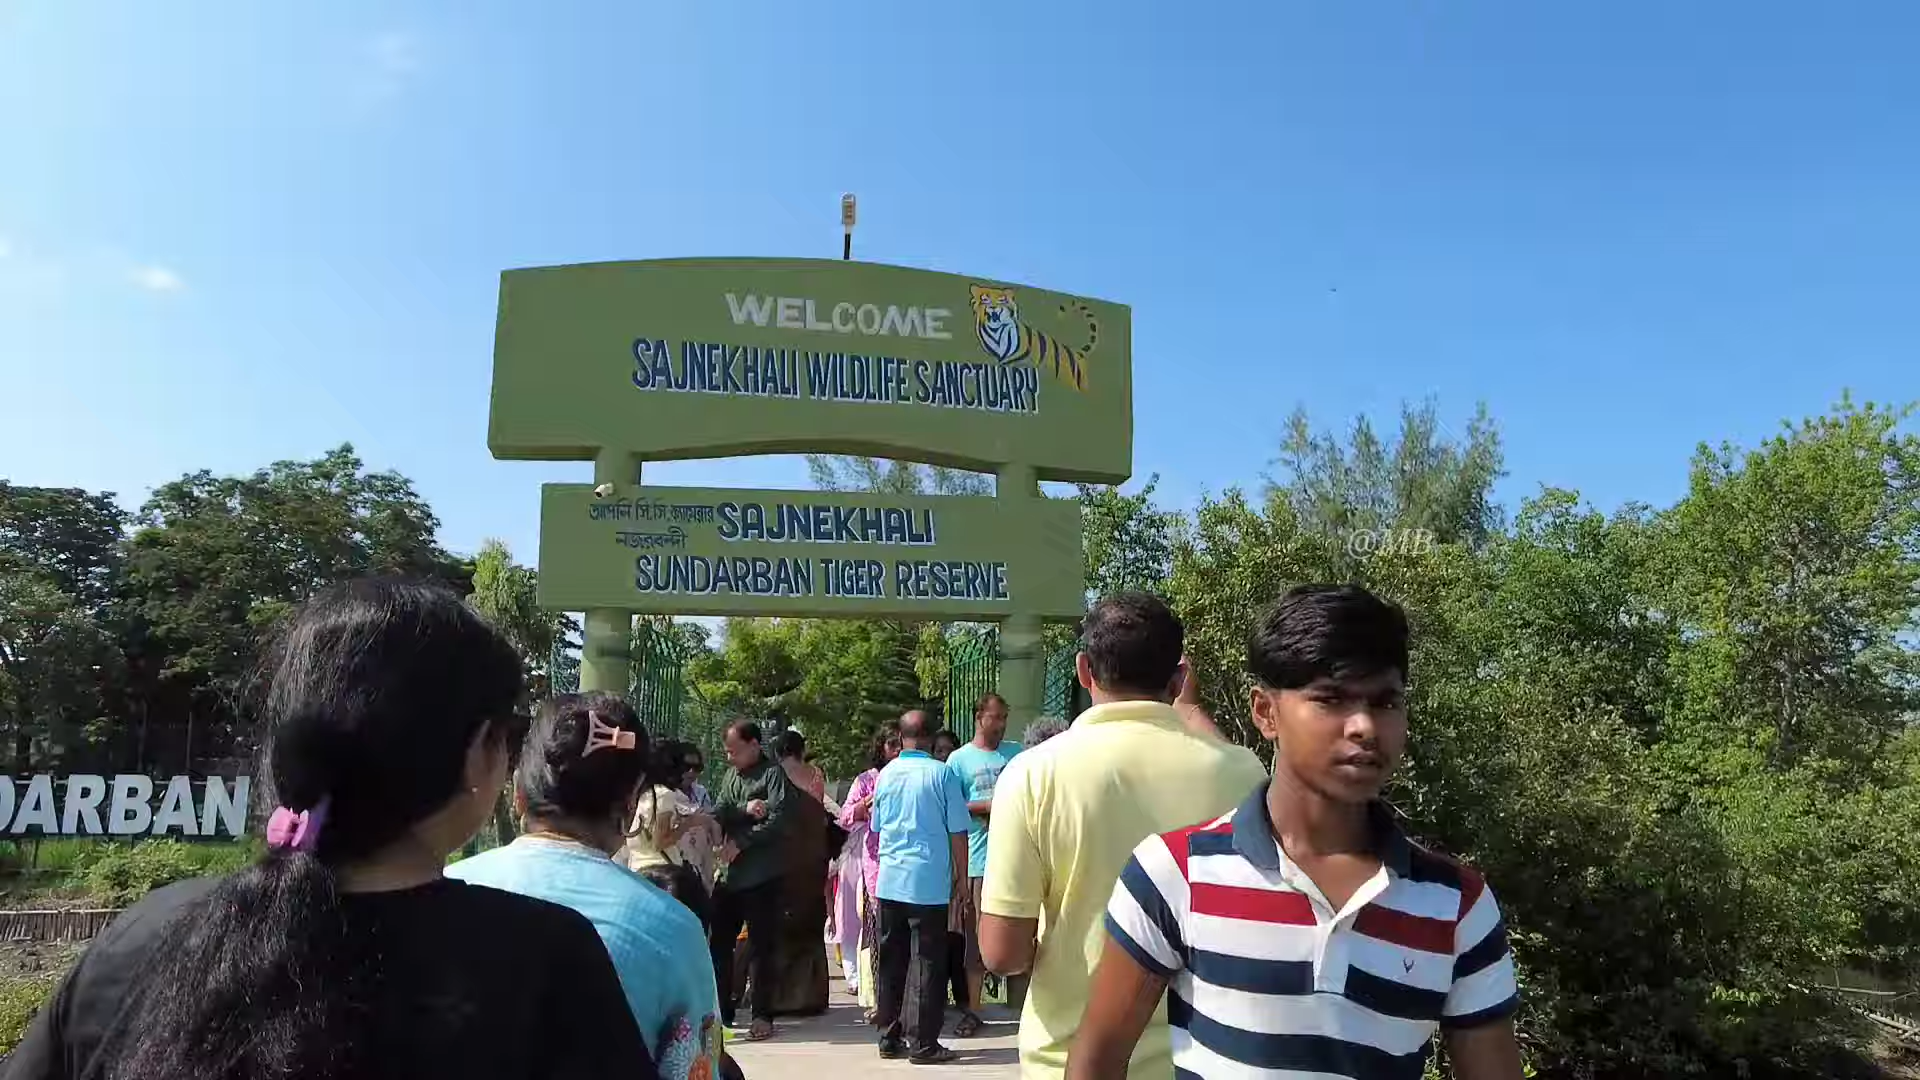 WELCOME
SAJNEKHALI WILDLIFE SANCTUARY
আপনি সি.সি. ক্যামেরার
নজরবন্দী
SAJNEKHALI
SUNDARBAN TIGER RESERVE
@MB
DARBAN